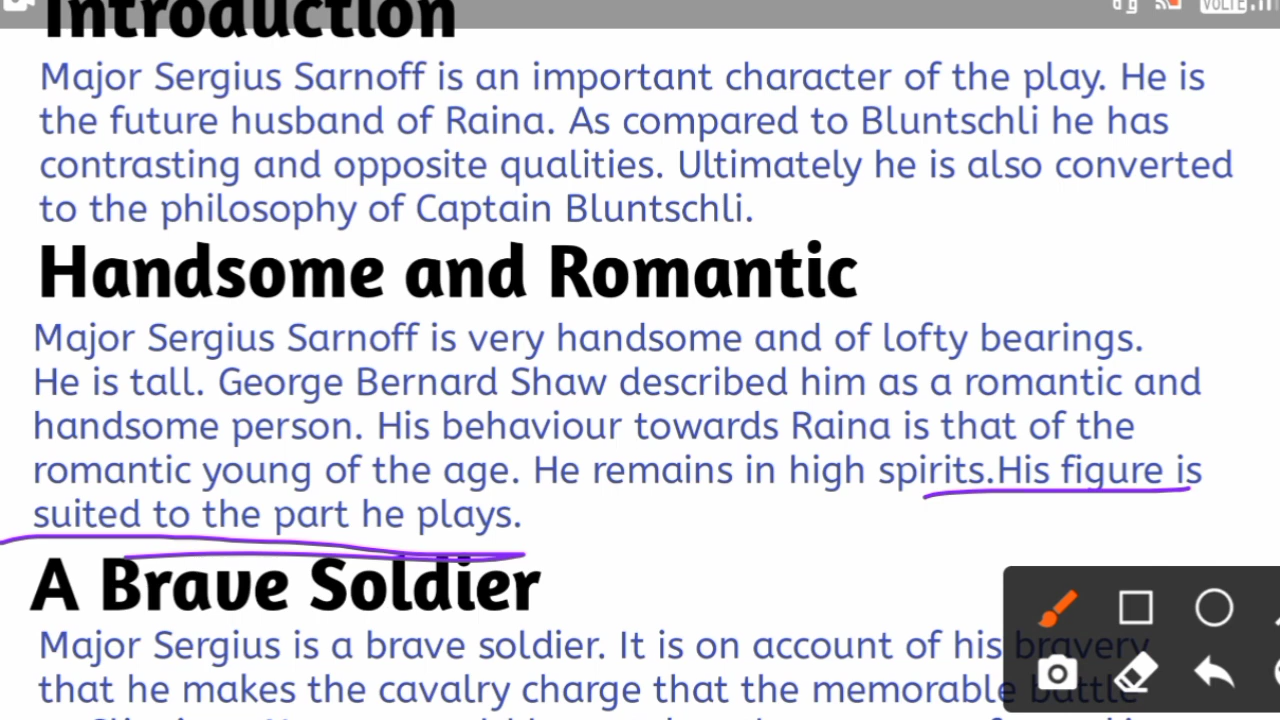 Introduction
Major Sergius Sarnoff is an important character of the play. He is
the future husband of Raina. As compared to Bluntschli he has
contrasting and opposite qualities. Ultimately he is also converted
to the philosophy of Captain Bluntschli.
Handsome and Romantic
Major Sergius Sarnoff is very handsome and of lofty bearings.
He is tall. George Bernard Shaw described him as a romantic and
handsome person. His behaviour towards Raina is that of the
romantic young of the age. He remains in high spirits.His figure is
suited to the part he plays.
A Brave Soldier
Major Sergius is a brave soldier. It is on account of his bravery
that he makes the cavalry charge that the memorable battle